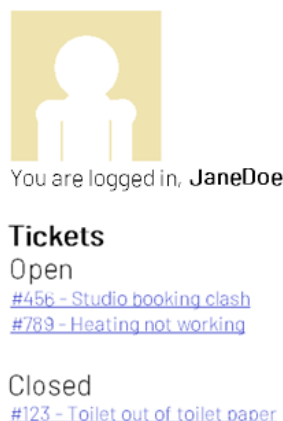 You are logged in, JaneDoe
Tickets
Open
#456 - Studio booking clash
#789 - Heating not working
Closed
#123 - Toilet out of toilet paper